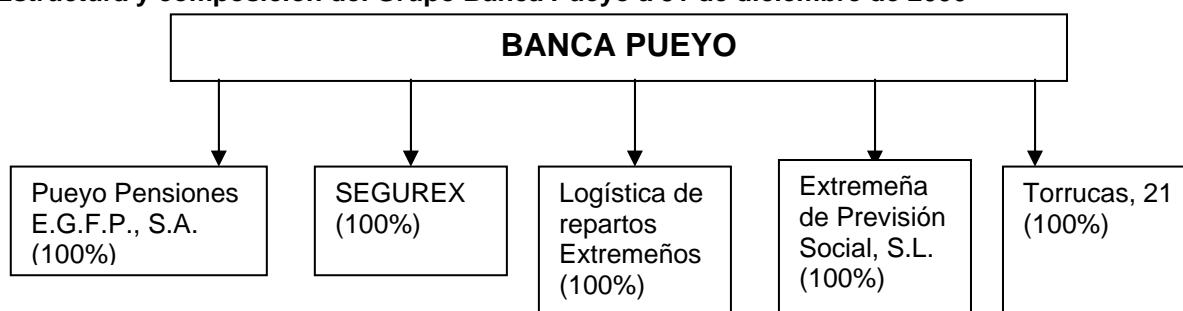 Estructura y composición del Grupo Banca Pueyo a 31 de diciembre de
BANCA PUEYO
Pueyo Pensiones
E.G.F.P., S.A.
(100%)
SEGUREX
(100%)
Logística de
repartos
Extremeños
(100%)
Extremeña
de Previsión
Social, S.L.
(100%)
Torrucas, 21
(100%)